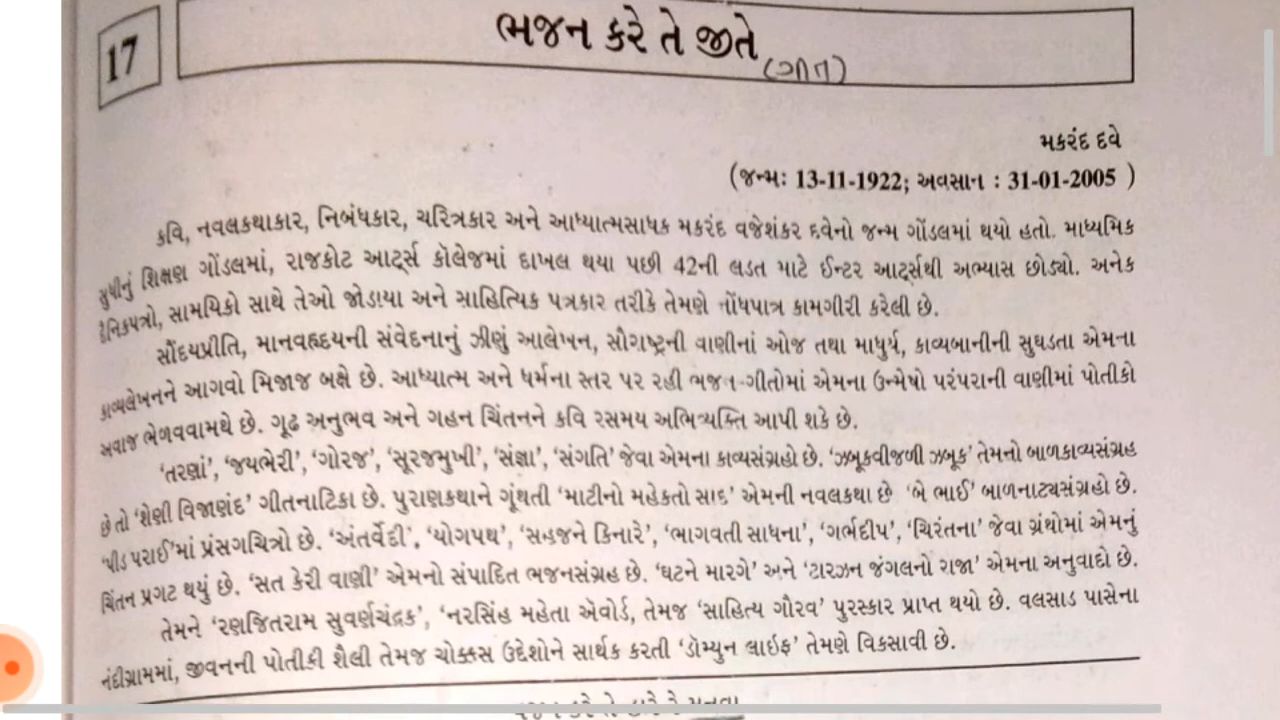 17
ભજન કરે તે જીતે
(ગીત)
મકરંદ દવે
(જન્મ: 13-11-1922; અવસાન : 31-01-2005 )
કવિ, નવલકથાકાર, નિબંધકાર, ચરિત્રકાર અને આધ્યાત્મસાધક મકરંદ વજેશંકર દવેનો જન્મ ગોંડલમાં થયો હતો. માધ્યમિક
સુધીનું શિક્ષણ ગોંડલમાં, રાજકોટ આર્ટ્સ કૉલેજમાં દાખલ થયા પછી 42ની લડત માટે ઈન્ટર આર્ટ્સથી અભ્યાસ છોડ્યો. અનેક
દૈનિકપત્રો, સામયિકો સાથે તેઓ જોડાયા અને સાહિત્યિક પત્રકાર તરીકે તેમણે નોંધપાત્ર કામગીરી કરેલી છે.
સૌંદયપ્રીતિ, માનવહૃદયની સંવેદનાનું ઝીણું આલેખન, સૌરાષ્ટ્રની વાણીનાં ઓજ તથા માધુર્ય, કાવ્યબાનીની સુઘડતા એમના
કાવ્યલેખનને આગવો મિજાજ બક્ષે છે. આધ્યાત્મ અને ધર્મના સ્તર પર રહી ભજન-ગીતોમાં એમના ઉન્મેષો પરંપરાની વાણીમાં પોતીકો
અવાજ ભેળવવામથે છે. ગૂઢ અનુભવ અને ગહન ચિંતનને કવિ રસમય અભિવ્યક્તિ આપી શકે છે.
'તરણાં', 'જયભેરી', 'ગોરજ', 'સૂરજમુખી', 'સંજ્ઞા', 'સંગતિ' જેવા એમના કાવ્યસંગ્રહો છે. 'ઝબૂકવીજળી ઝબૂક' તેમનો બાળકાવ્યસંગ્રહ
છે તો 'શેણી વિજાણંદ' ગીતનાટિકા છે. પુરાણકથાને ગૂંથતી 'માટીનો મહેકતો સાદ' એમની નવલકથા છે 'બે ભાઈ' બાળનાટ્યસંગ્રહો છે.
'પીડ પરાઈ'માં પ્રંસગચિત્રો છે. 'અંતર્વેદી', 'યોગપથ', 'સહજને કિનારે', 'ભાગવતી સાધના', 'ગર્ભદીપ', 'ચિરંતના' જેવા ગ્રંથોમાં એમનું
ચિંતન પ્રગટ થયું છે. 'સત કેરી વાણી' એમનો સંપાદિત ભજનસંગ્રહ છે. 'ઘટને મારગે' અને 'ટારઝન જંગલનો રાજા' એમના અનુવાદો છે.
તેમને 'રણજિતરામ સુવર્ણચંદ્રક', 'નરસિંહ મહેતા ઍવોર્ડ, તેમજ 'સાહિત્ય ગૌરવ' પુરસ્કાર પ્રાપ્ત થયો છે. વલસાડ પાસેના
નંદીગ્રામમાં, જીવનની પોતીકી શૈલી તેમજ ચોક્કસ ઉદ્દેશોને સાર્થક કરતી 'ડૉમ્યુન લાઇફ' તેમણે વિકસાવી છે.